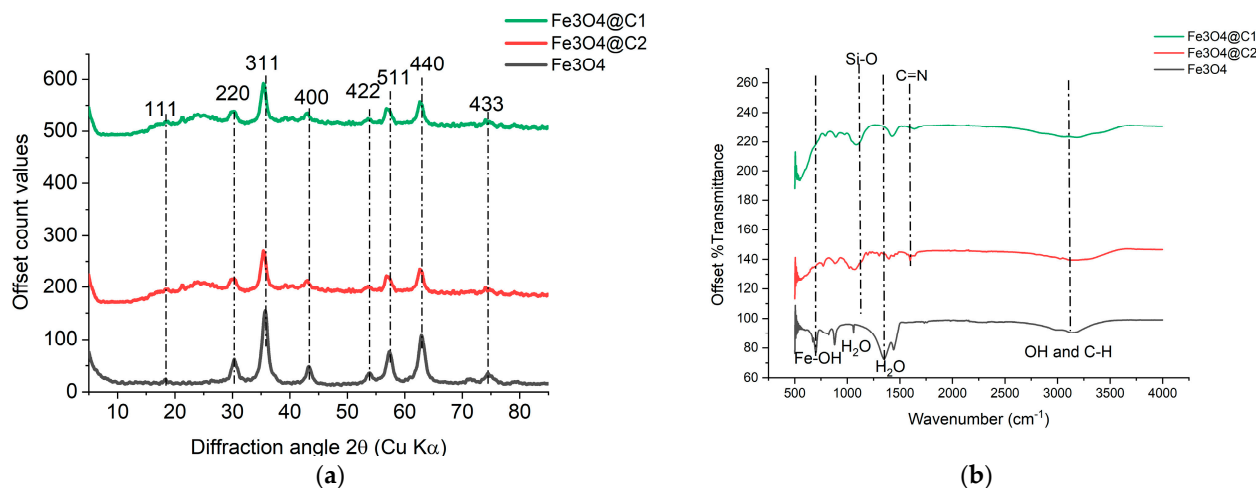 (a)
Fe3O4@C1
Fe3O4@C2
Fe3O4
Offset count values
600
500
400
300
200
100
0
111
220
311
400
422
511
440
433
10 20 30 40 50 60 70 80
Diffraction angle 2θ (Cu Kα)
(b)
Fe3O4@C1
Fe3O4@C2
Fe3O4
Offset %Transmittance
260
240
220
200
180
160
140
120
100
80
60
Si-O
C=N
Fe-OH
H2O
H2O
OH and C-H
500 1000 1500 2000 2500 3000 3500 4000
Wavenumber (cm-1)